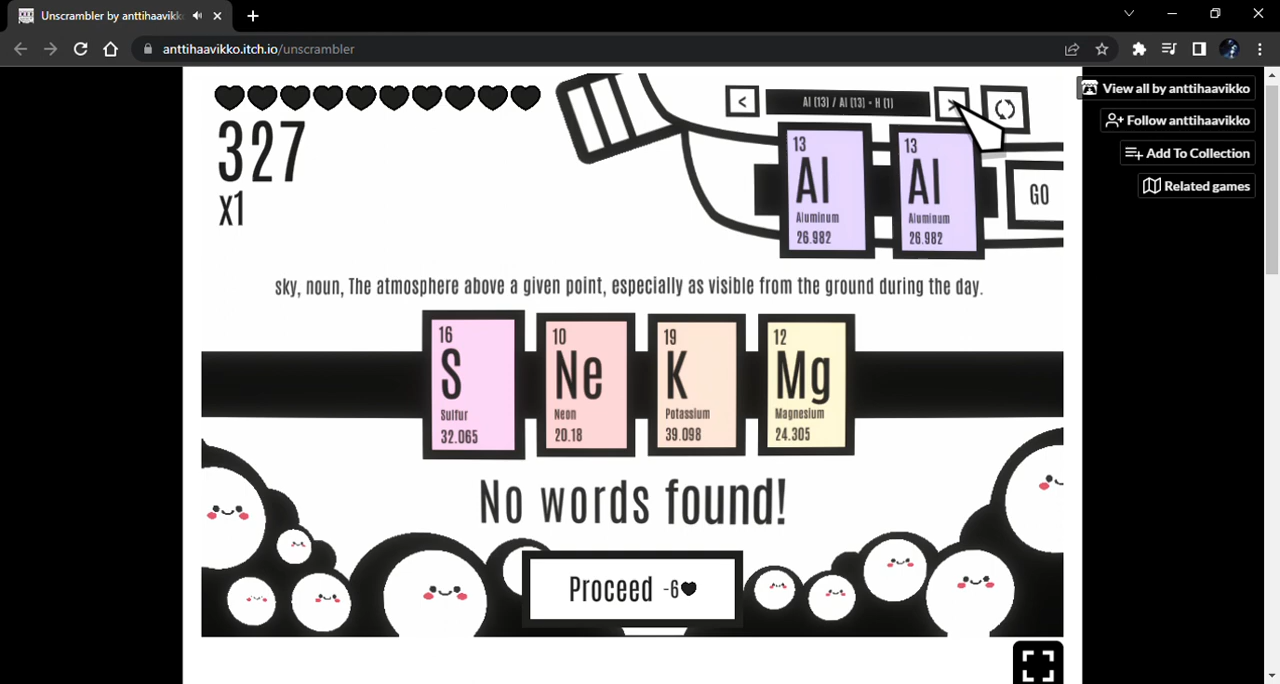 Unscrambler by anttihaavikk
anttihaavikko.itch.io/unscrambler
View all by anttihaavikko
Follow anttihaavikko
Add To Collection
Related games
327
x1
<
Al (13) / Al (13) + H (1)
13
Al
Aluminum
26.982
13
Al
Aluminum
26.982
GO
sky, noun, The atmosphere above a given point, especially as visible from the ground during the day.
16
S
Sulfur
32.065
10
Ne
Neon
20.18
19
K
Potassium
39.098
12
Mg
Magnesium
24.305
No words found!
Proceed -6